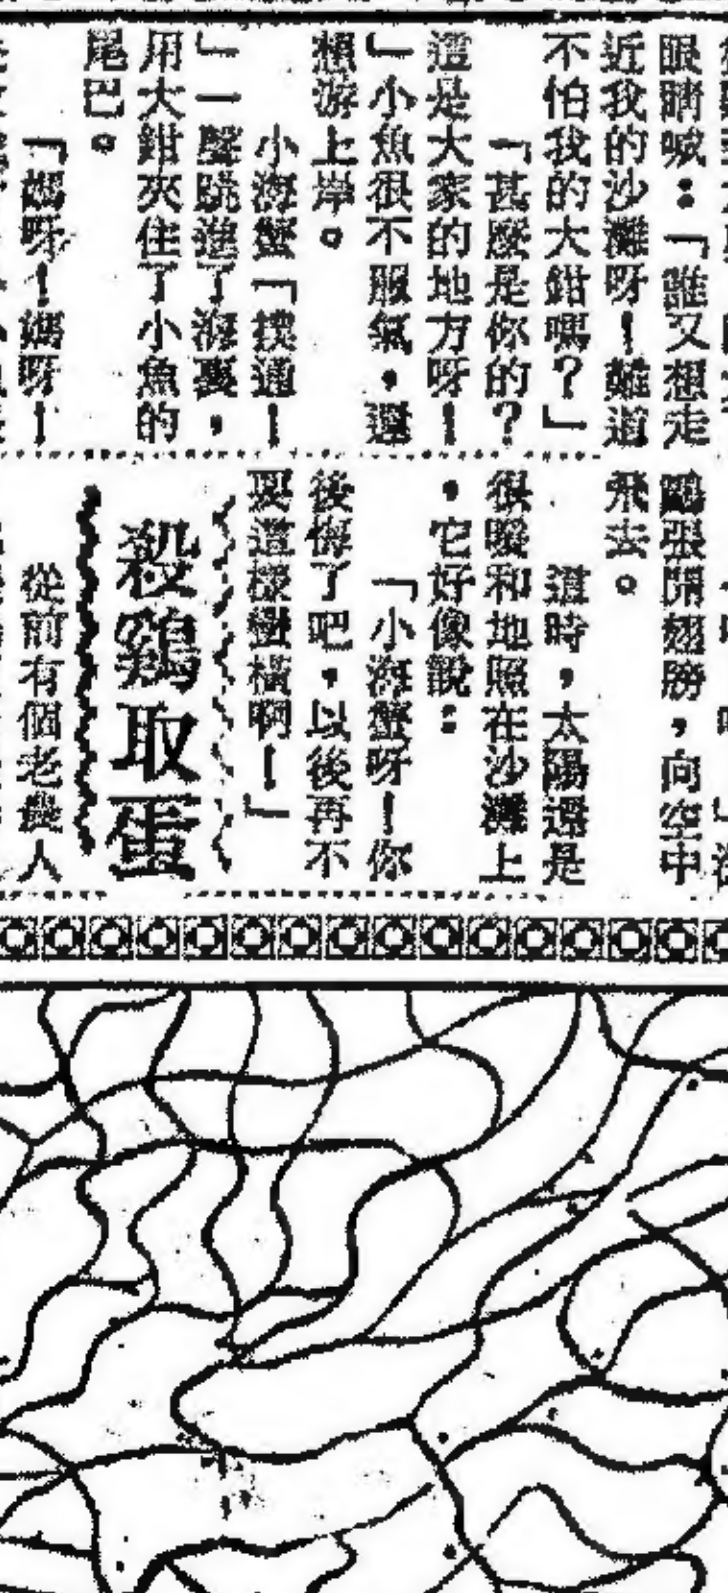 眼睛喊：「誰又想走
近我的沙灘呀！難道
不怕我的大鉗嗎？」
「甚麼是你的？
這是大家的地方呀！
」小魚很不服氣，還
想游上岸。
小海蟹「撲通！
」一聲跳進了海裏，
用大鉗夾住了小魚的
尾巴。
「媽呀！媽呀！
鷗張開翅膀，向空中
飛去。
這時，太陽還是
很暖和地照在沙灘上
，它好像說：
「小海蟹呀！你
後悔了吧，以後再不
要這樣蠻橫啊！」
殺鷄取蛋
從前有個老農人